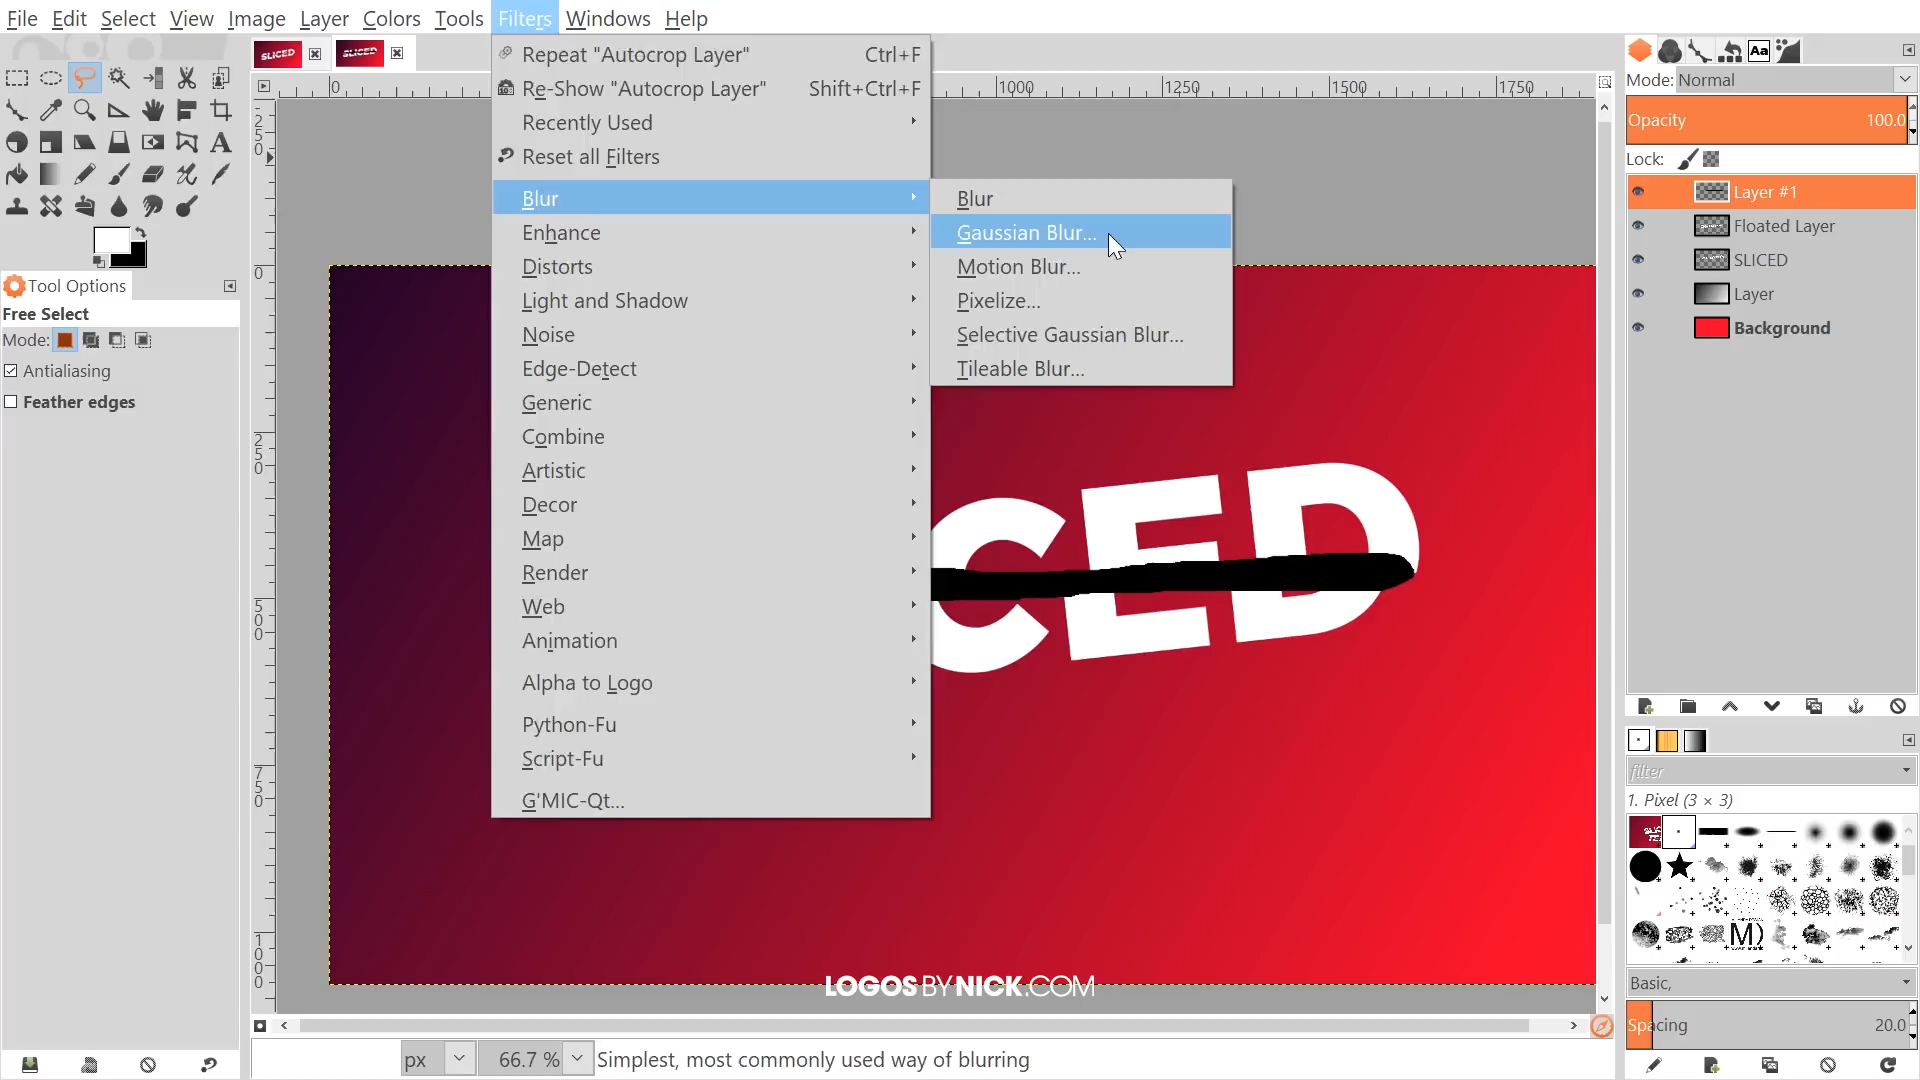 File Edit Select View Image Layer Colors Tools Filters Windows Help
Repeat "Autocrop Layer" Ctrl+F
Re-Show "Autocrop Layer" Shift+Ctrl+F
Recently Used
Reset all Filters
Blur
Enhance
Distorts
Light and Shadow
Noise
Edge-Detect
Generic
Combine
Artistic
Decor
Map
Render
Web
Animation
Alpha to Logo
Python-Fu
Script-Fu
G'MIC-Qt...
Blur
Gaussian Blur...
Motion Blur...
Pixelize...
Selective Gaussian Blur...
Tileable Blur...
SLICED
SLICED
0 1000 1250 1500 1750
250
0
250
500
750
1000
Tool Options
Free Select
Mode:
Antialiasing
Feather edges
CED
LOGOS BY NICK.COM
px 66.7 % Simplest, most commonly used way of blurring
Aa
Mode: Normal
Opacity 100.0
Lock:
Layer #1
Floated Layer
SLICED
Layer
Background
filter
1. Pixel (3 × 3)
Basic,
Spacing 20.0